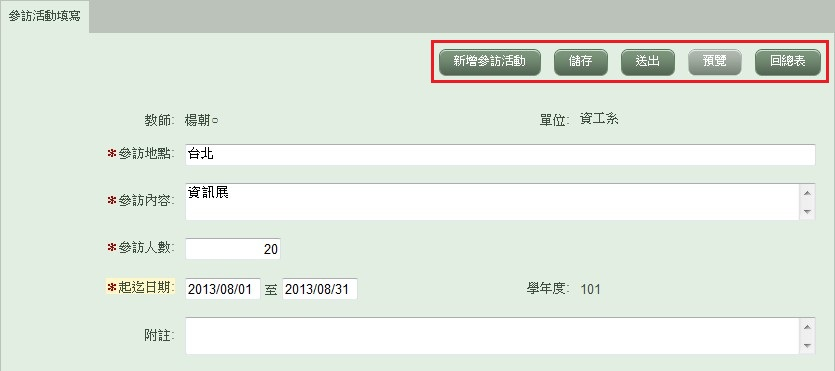 參訪活動填寫
新增參訪活動 儲存 送出 預覽 回總表
教師: 楊朝○ 單位: 資工系
*參訪地點: 台北
*參訪內容: 資訊展
*參訪人數: 20
*起迄日期: 2013/08/01 至 2013/08/31 學年度: 101
附註: